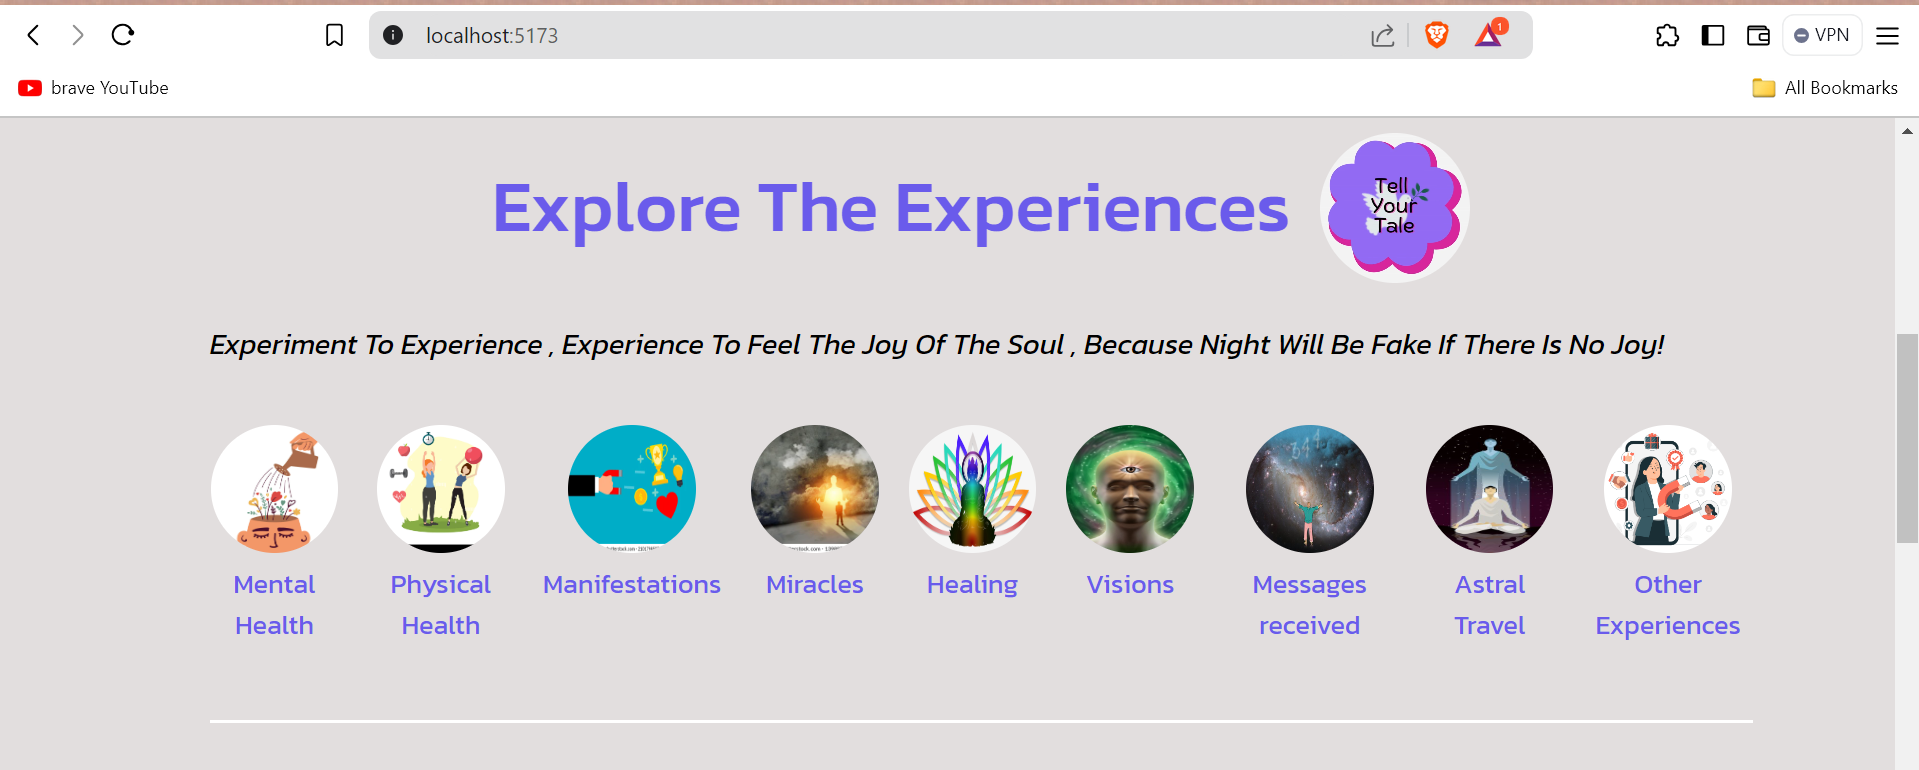 localhost:5173
1
VPN
brave YouTube
All Bookmarks
Explore The Experiences
Tell
Your
Tale
Experiment To Experience , Experience To Feel The Joy Of The Soul , Because Night Will Be Fake If There Is No Joy!
Mental
Health
Physical
Health
Manifestations
Miracles
Healing
Visions
Messages
received
Astral
Travel
Other
Experiences